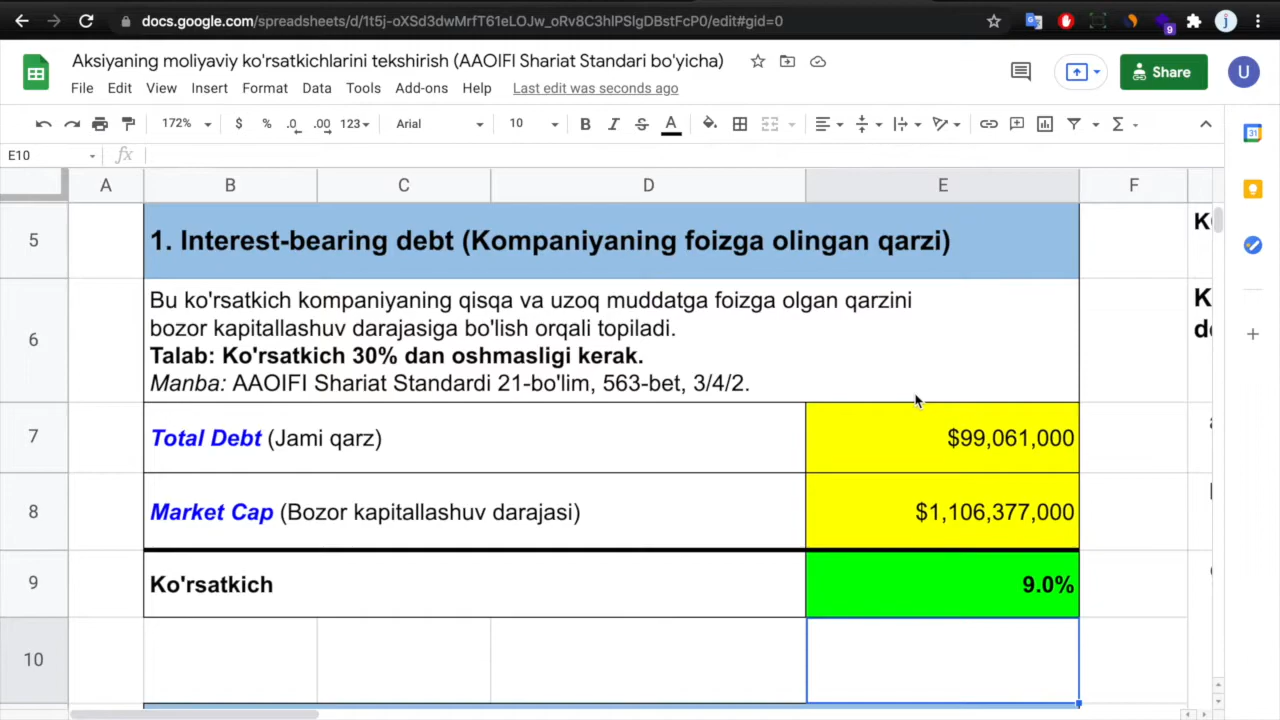 docs.google.com/spreadsheets/d/1t5j-oXSd3dwMrfT61eLOJw_oRv8C3hlPSlgDBstFcP0/edit#gid=0
9
j
Aksiyaning moliyaviy ko'rsatkichlarini tekshirish (AAOIFI Shariat Standari bo'yicha)
File Edit View Insert Format Data Tools Add-ons Help Last edit was seconds ago
Share
U
172% $ % .0 .00 123 Arial 10 B I S A
31
E10 fx
A B C D E F
5 1. Interest-bearing debt (Kompaniyaning foizga olingan qarzi)
6 Bu ko'rsatkich kompaniyaning qisqa va uzoq muddatga foizga olgan qarzini
bozor kapitallashuv darajasiga bo'lish orqali topiladi.
Talab: Ko'rsatkich 30% dan oshmasligi kerak.
Manba: AAOIFI Shariat Standardi 21-bo'lim, 563-bet, 3/4/2.
7 Total Debt (Jami qarz) $99,061,000
8 Market Cap (Bozor kapitallashuv darajasi) $1,106,377,000
9 Ko'rsatkich 9.0%
10